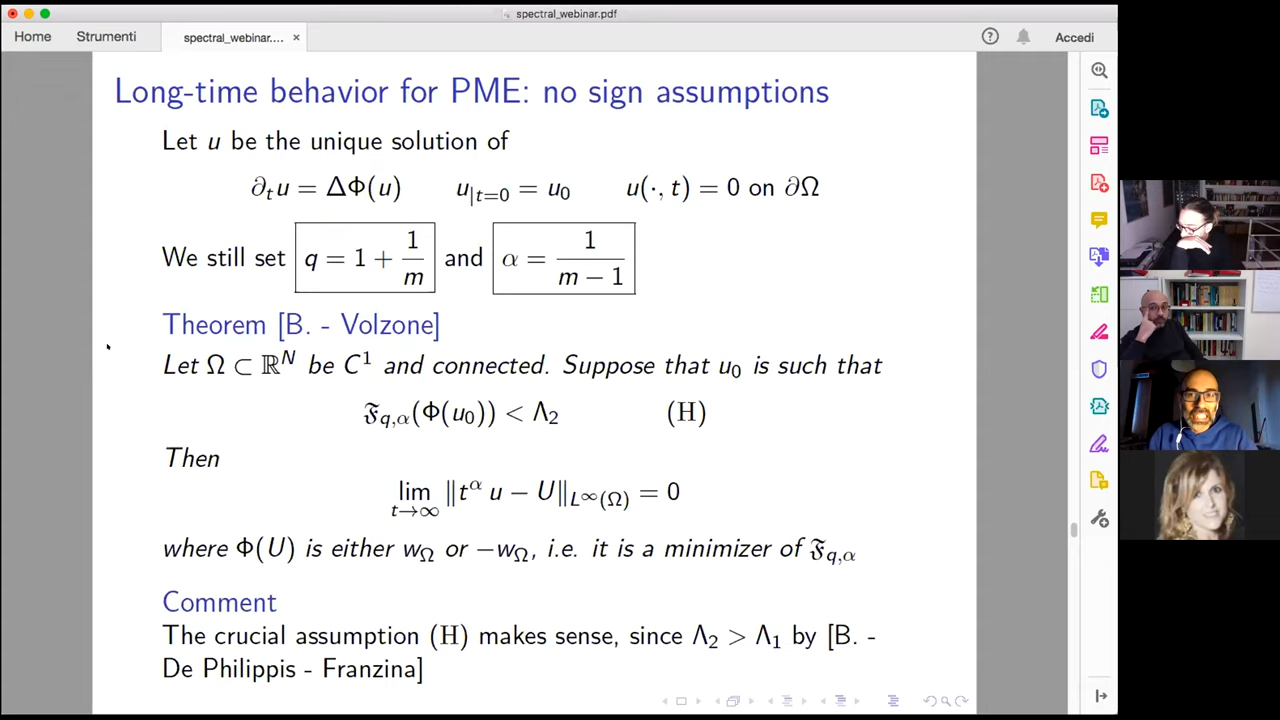 spectral_webinar.pdf
Home Strumenti spectral_webinar.... × Accedi
Long-time behavior for PME: no sign assumptions
Let u be the unique solution of
∂ₜu = ΔΦ(u) u|ₜ₌₀ = u₀ u(·, t) = 0 on ∂Ω
We still set q = 1 + 1/m and α = 1/(m − 1)
Theorem [B. - Volzone]
Let Ω ⊂ ℝᴺ be C¹ and connected. Suppose that u₀ is such that
𝔉_{q,α}(Φ(u₀)) < Λ₂ (H)
Then
lim_{t→∞} ‖t^α u − U‖_{L^∞(Ω)} = 0
where Φ(U) is either w_Ω or −w_Ω, i.e. it is a minimizer of 𝔉_{q,α}
Comment
The crucial assumption (H) makes sense, since Λ₂ > Λ₁ by [B. -
De Philippis - Franzina]